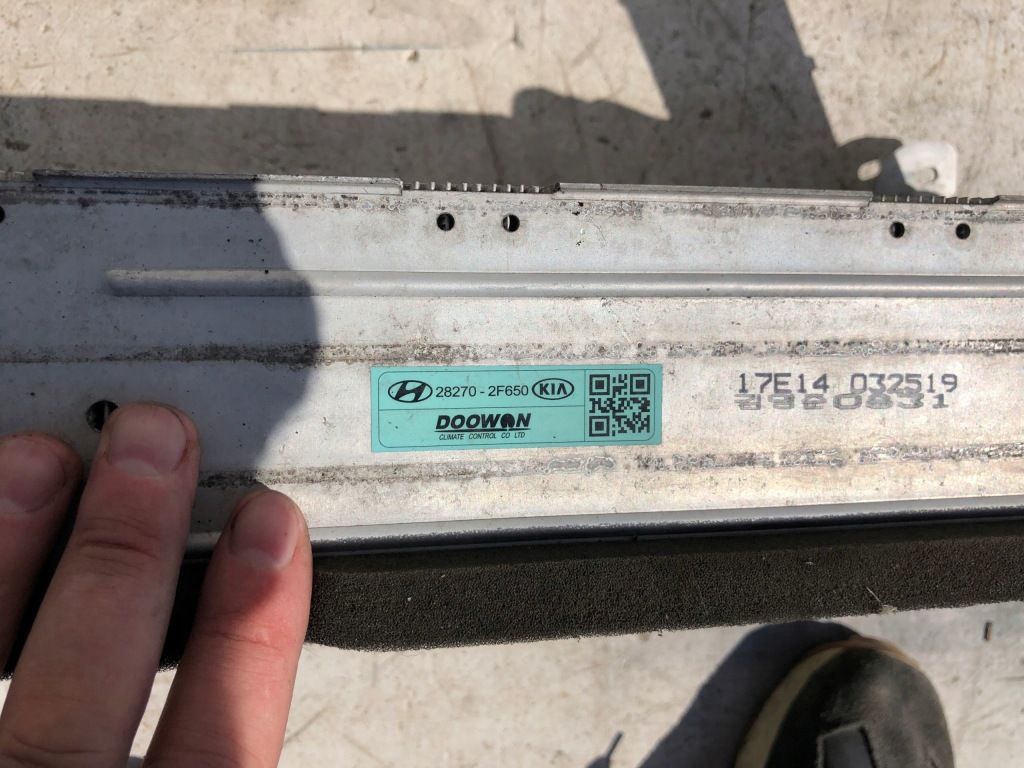 28270 - 2F650 KIA
DOOWON
CLIMATE CONTROL CO LTD
17E14 032519